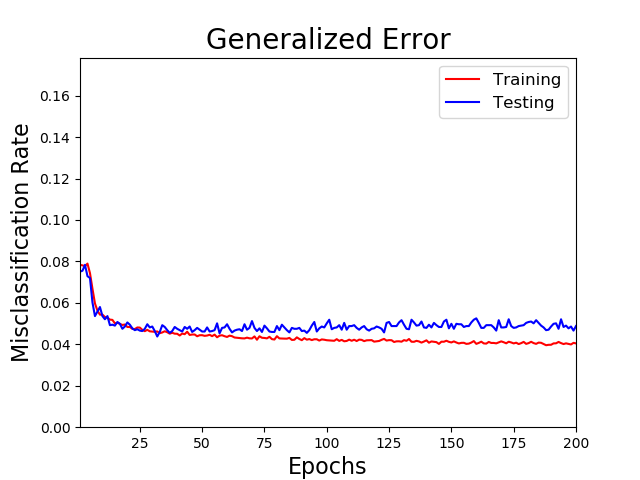 Generalized Error
Training
Testing
Misclassification Rate
0.16
0.14
0.12
0.10
0.08
0.06
0.04
0.02
0.00
25 50 75 100 125 150 175 200
Epochs